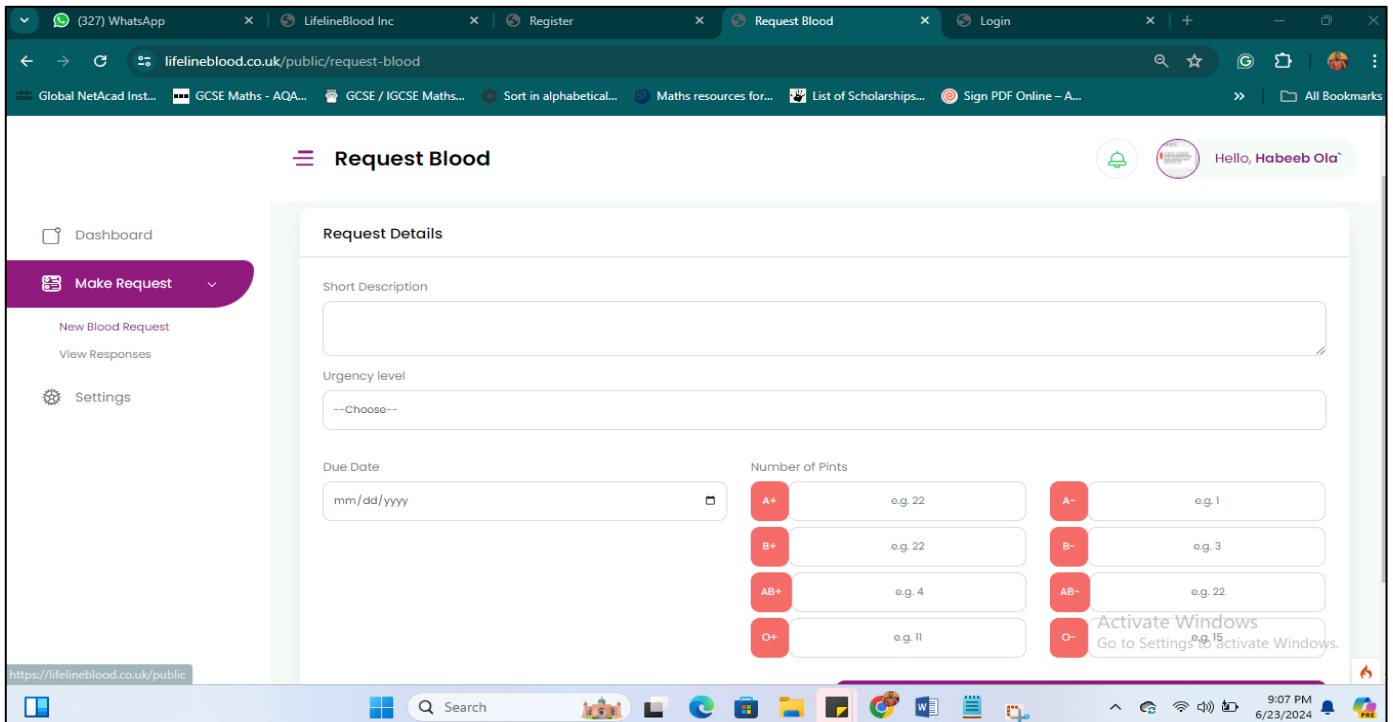 (327) WhatsApp
LifelineBlood Inc
Register
Request Blood
Login
lifelineblood.co.uk/public/request-blood
Global NetAcad Inst...
GCSE Maths - AQA...
GCSE / IGCSE Maths...
Sort in alphabetical...
Maths resources for...
List of Scholarships...
Sign PDF Online – A...
All Bookmarks
Request Blood
Hello, Habeeb Ola`
Dashboard
Make Request
New Blood Request
View Responses
Settings
Request Details
Short Description
Urgency level
--Choose--
Due Date
mm/dd/yyyy
Number of Pints
A+ e.g. 22
A- e.g. 1
B+ e.g. 22
B- e.g. 3
AB+ e.g. 4
AB- e.g. 22
O+ e.g. 11
O- e.g. 15
Activate Windows
Go to Settings to activate Windows.
https://lifelineblood.co.uk/public
Search
9:07 PM
6/23/2024
PRE